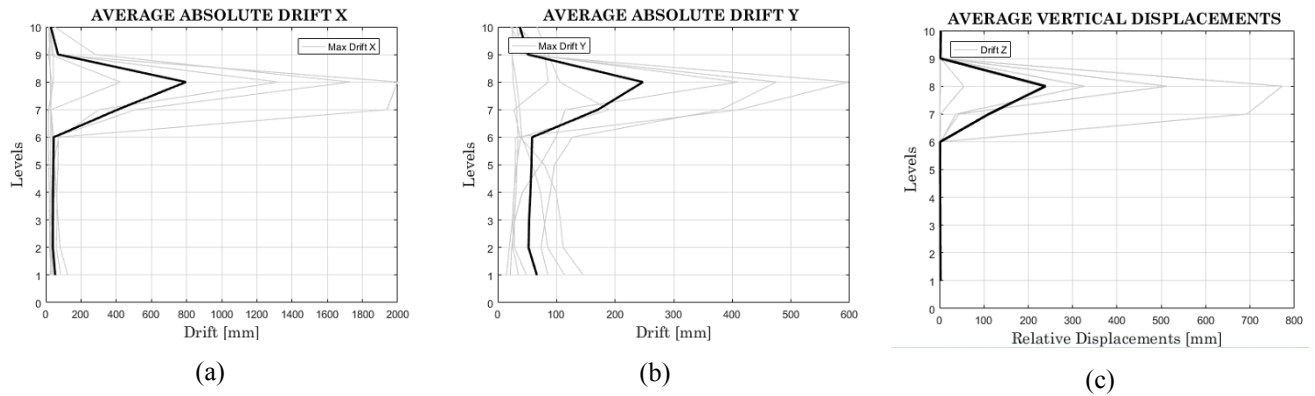 AVERAGE ABSOLUTE DRIFT X
10
9
8
7
6
5
4
3
2
1
0
Levels
Max Drift X
0 200 400 600 800 1000 1200 1400 1600 1800 2000
Drift [mm]
(a)
AVERAGE ABSOLUTE DRIFT Y
10
9
8
7
6
5
4
3
2
1
0
Levels
Max Drift Y
0 100 200 300 400 500 600
Drift [mm]
(b)
AVERAGE VERTICAL DISPLACEMENTS
10
9
8
7
6
5
4
3
2
1
0
Levels
Drift Z
0 100 200 300 400 500 600 700 800
Relative Displacements [mm]
(c)